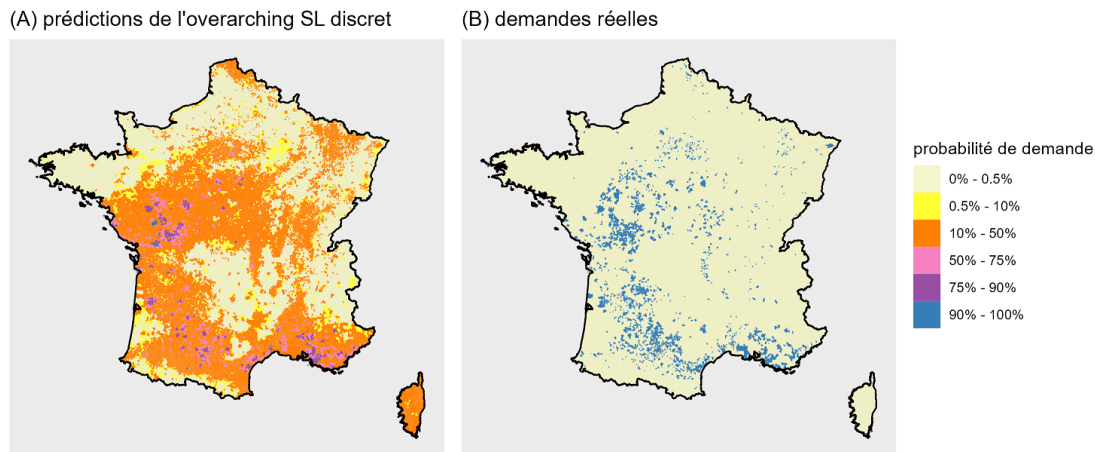 (A) prédictions de l'overarching SL discret
(B) demandes réelles
probabilité de demande
0% - 0.5%
0.5% - 10%
10% - 50%
50% - 75%
75% - 90%
90% - 100%